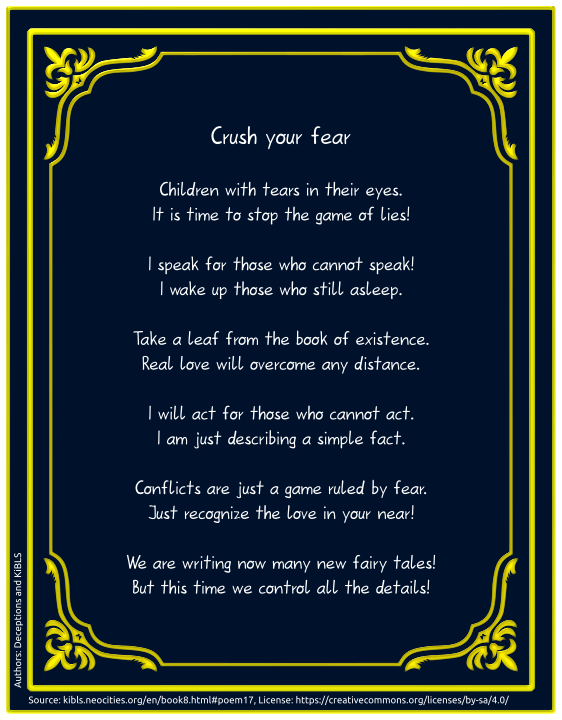 Crush your fear
Children with tears in their eyes.
It is time to stop the game of lies!
I speak for those who cannot speak!
I wake up those who still asleep.
Take a leaf from the book of existence.
Real love will overcome any distance.
I will act for those who cannot act.
I am just describing a simple fact.
Conflicts are just a game ruled by fear.
Just recognize the love in your near!
We are writing now many new fairy tales!
But this time we control all the details!
Authors: Deceptions and KiBLS
Source: kibls.neocities.org/en/book8.html#poem17, License: https://creativecommons.org/licenses/by-sa/4.0/